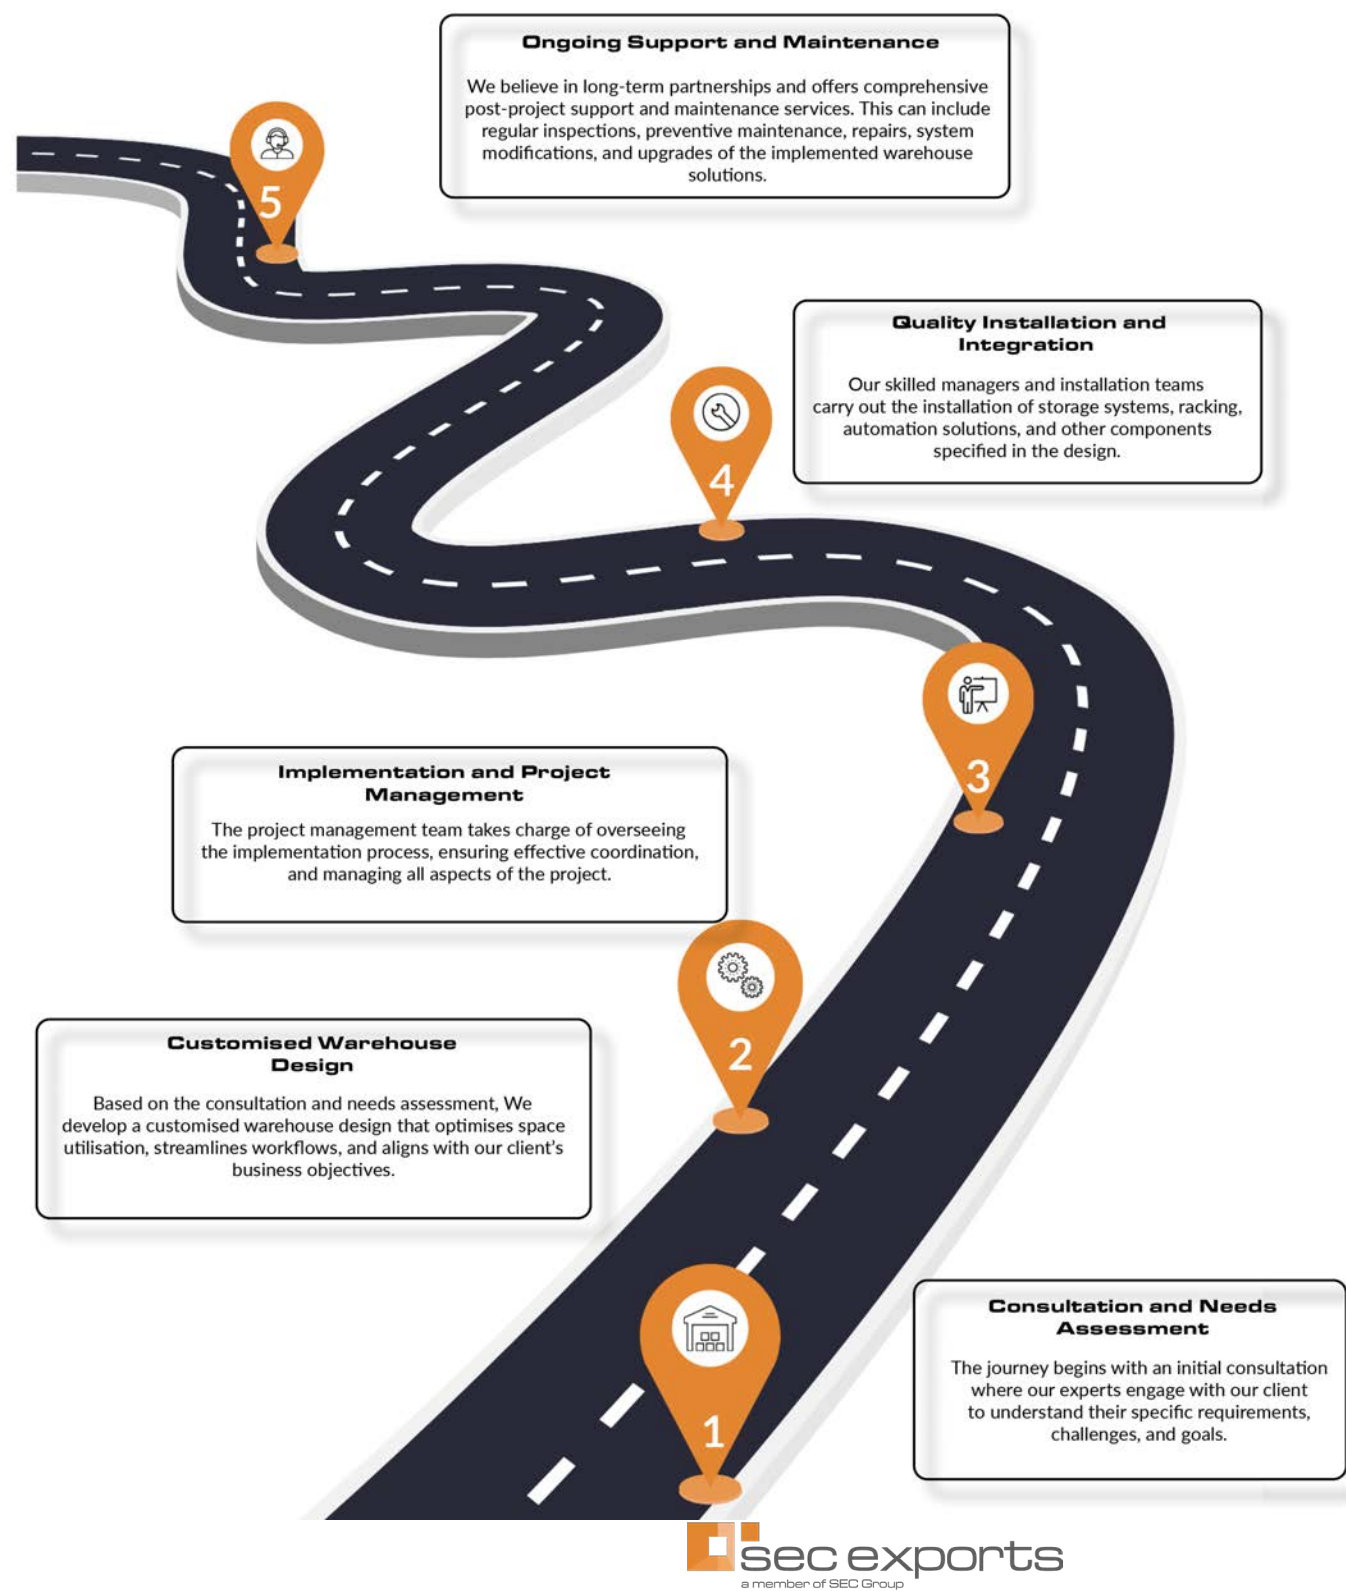 Ongoing Support and Maintenance
We believe in long-term partnerships and offers comprehensive
post-project support and maintenance services. This can include
regular inspections, preventive maintenance, repairs, system
modifications, and upgrades of the implemented warehouse
solutions.
5
Quality Installation and
Integration
Our skilled managers and installation teams
carry out the installation of storage systems, racking,
automation solutions, and other components
specified in the design.
4
3
Implementation and Project
Management
The project management team takes charge of overseeing
the implementation process, ensuring effective coordination,
and managing all aspects of the project.
2
Customised Warehouse
Design
Based on the consultation and needs assessment, We
develop a customised warehouse design that optimises space
utilisation, streamlines workflows, and aligns with our client's
business objectives.
Consultation and Needs
Assessment
The journey begins with an initial consultation
where our experts engage with our client
to understand their specific requirements,
challenges, and goals.
1
sec exports
a member of SEC Group